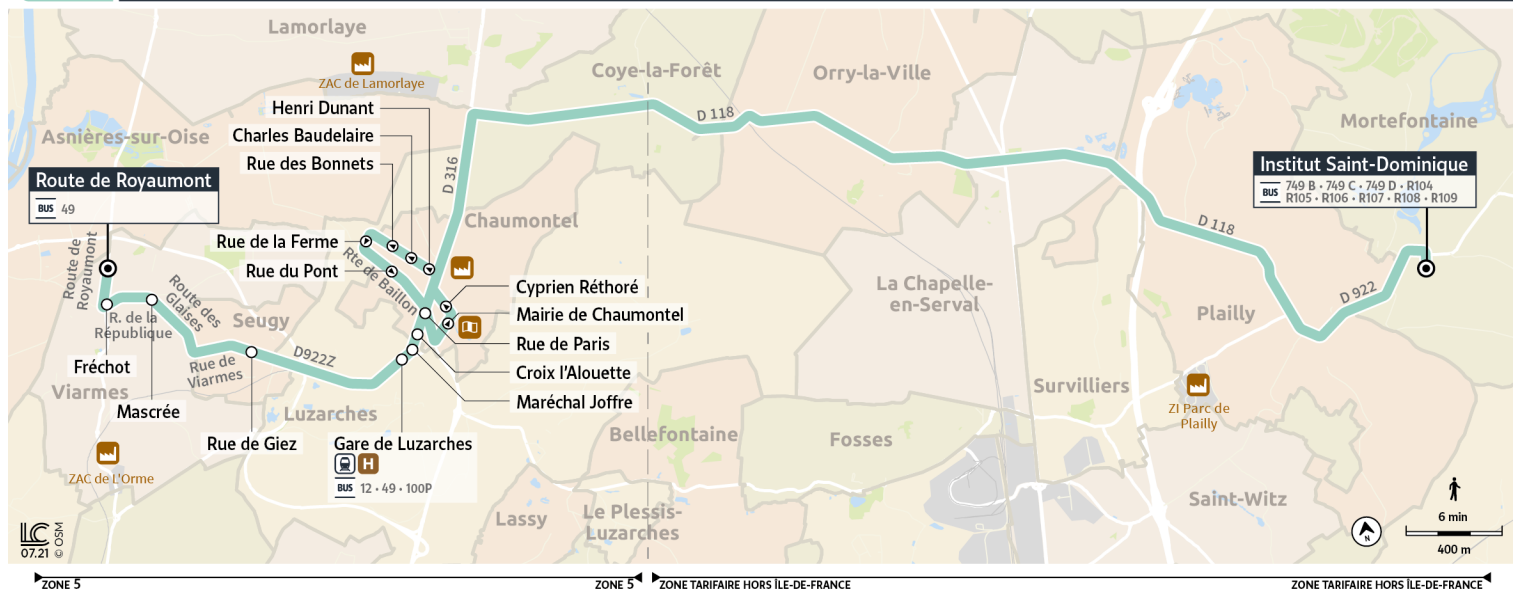 Lamorlaye
ZAC de Lamorlaye
Coye-la-Forêt
Orry-la-Ville
Mortefontaine
Asnières-sur-Oise
Henri Dunant
Charles Baudelaire
Rue des Bonnets
D 118
D 316
Route de Royaumont
BUS 49
Institut Saint-Dominique
BUS 749 B • 749 C • 749 D • R104
R105 • R106 • R107 • R108 • R109
Chaumontel
D 118
Rue de la Ferme
Rue du Pont
Rte de Baillon
Route de
Royaumont
Route des
Glaises
R. de la
République
Seugy
Cyprien Réthoré
Mairie de Chaumontel
Rue de Paris
Croix l'Alouette
Maréchal Joffre
La Chapelle-
en-Serval
D 922
Plailly
Fréchot
Viarmes
Mascrée
Rue de
Viarmes
D922Z
Luzarches
Rue de Giez
Gare de Luzarches
H
BUS 12 • 49 • 100P
Survilliers
ZI Parc de
Plailly
Bellefontaine
Fosses
ZAC de L'Orme
Lassy
Le Plessis-
Luzarches
Saint-Witz
LC
07.21 © OSM
N
6 min
400 m
ZONE 5
ZONE 5
ZONE TARIFAIRE HORS ÎLE-DE-FRANCE
ZONE TARIFAIRE HORS ÎLE-DE-FRANCE